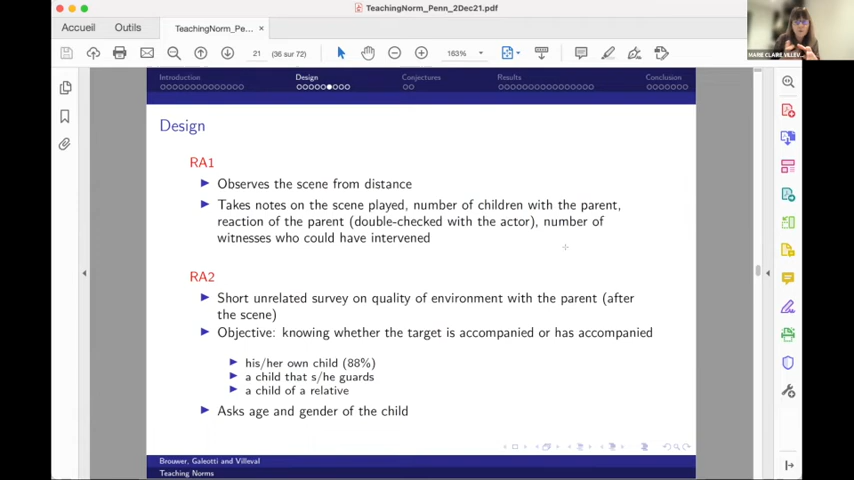 TeachingNorm_Penn_2Dec21.pdf
Accueil
Outils
TeachingNorm_Pe...
×
21
(36 sur 72)
163%
MARIE CLAIRE VILLEV...
Introduction
Design
Conjectures
Results
Conclusion
Design
RA1
Observes the scene from distance
Takes notes on the scene played, number of children with the parent,
reaction of the parent (double-checked with the actor), number of
witnesses who could have intervened
RA2
Short unrelated survey on quality of environment with the parent (after
the scene)
Objective: knowing whether the target is accompanied or has accompanied
his/her own child (88%)
a child that s/he guards
a child of a relative
Asks age and gender of the child
Brouwer, Galeotti and Villeval
Teaching Norms